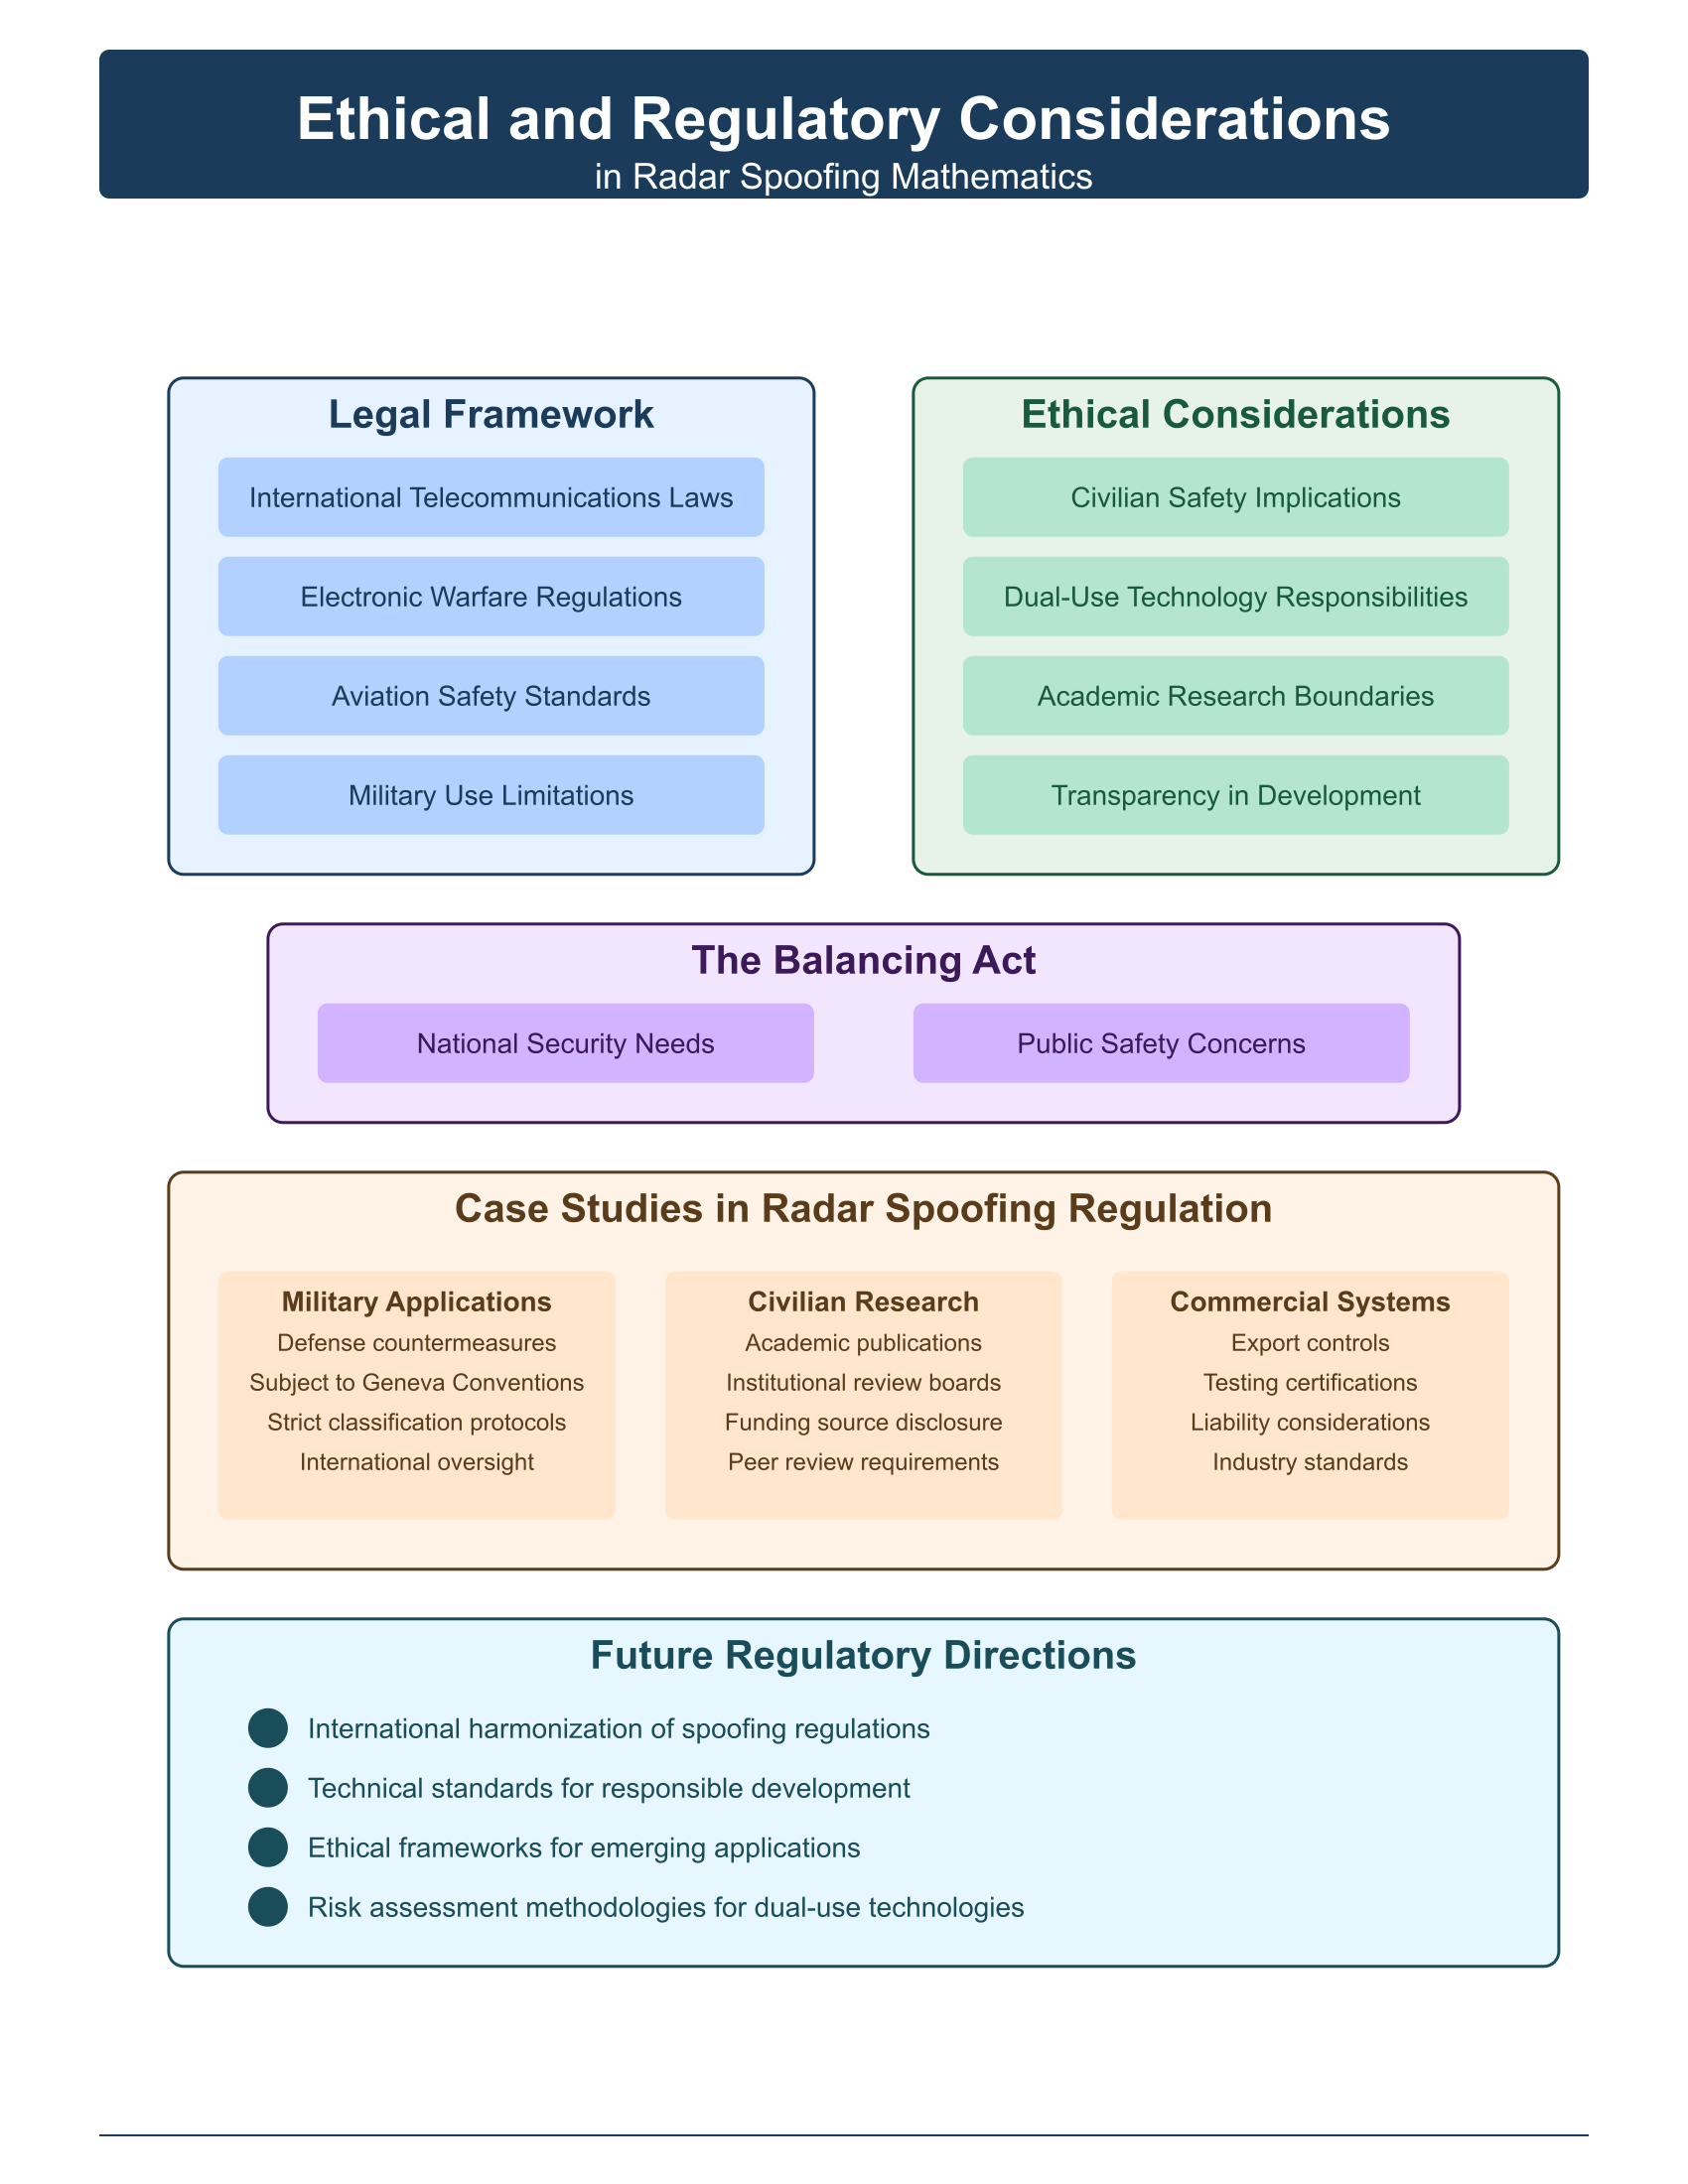 Ethical and Regulatory Considerations
in Radar Spoofing Mathematics
Legal Framework
International Telecommunications Laws
Electronic Warfare Regulations
Aviation Safety Standards
Military Use Limitations
Ethical Considerations
Civilian Safety Implications
Dual-Use Technology Responsibilities
Academic Research Boundaries
Transparency in Development
The Balancing Act
National Security Needs
Public Safety Concerns
Case Studies in Radar Spoofing Regulation
Military Applications
Defense countermeasures
Subject to Geneva Conventions
Strict classification protocols
International oversight
Civilian Research
Academic publications
Institutional review boards
Funding source disclosure
Peer review requirements
Commercial Systems
Export controls
Testing certifications
Liability considerations
Industry standards
Future Regulatory Directions
International harmonization of spoofing regulations
Technical standards for responsible development
Ethical frameworks for emerging applications
Risk assessment methodologies for dual-use technologies